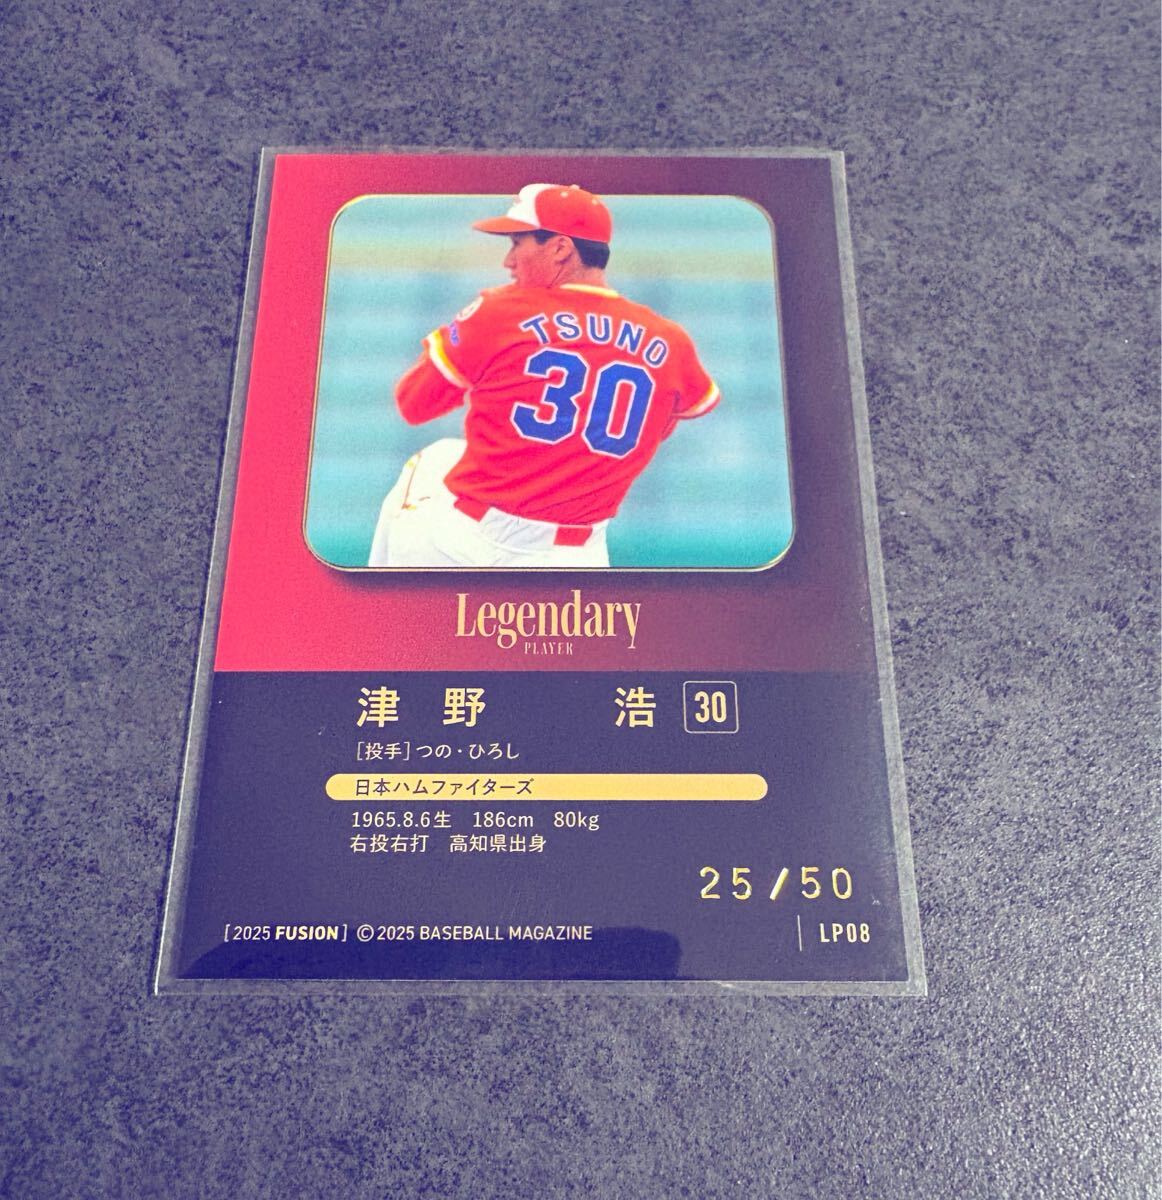 TSUNO
30
Legendary
PLAYER
津野 浩 30
[投手]つの・ひろし
日本ハムファイターズ
1965.8.6生 186cm 80kg
右投右打 高知県出身
25/50
[2025 FUSION] ©2025 BASEBALL MAGAZINE
LP08